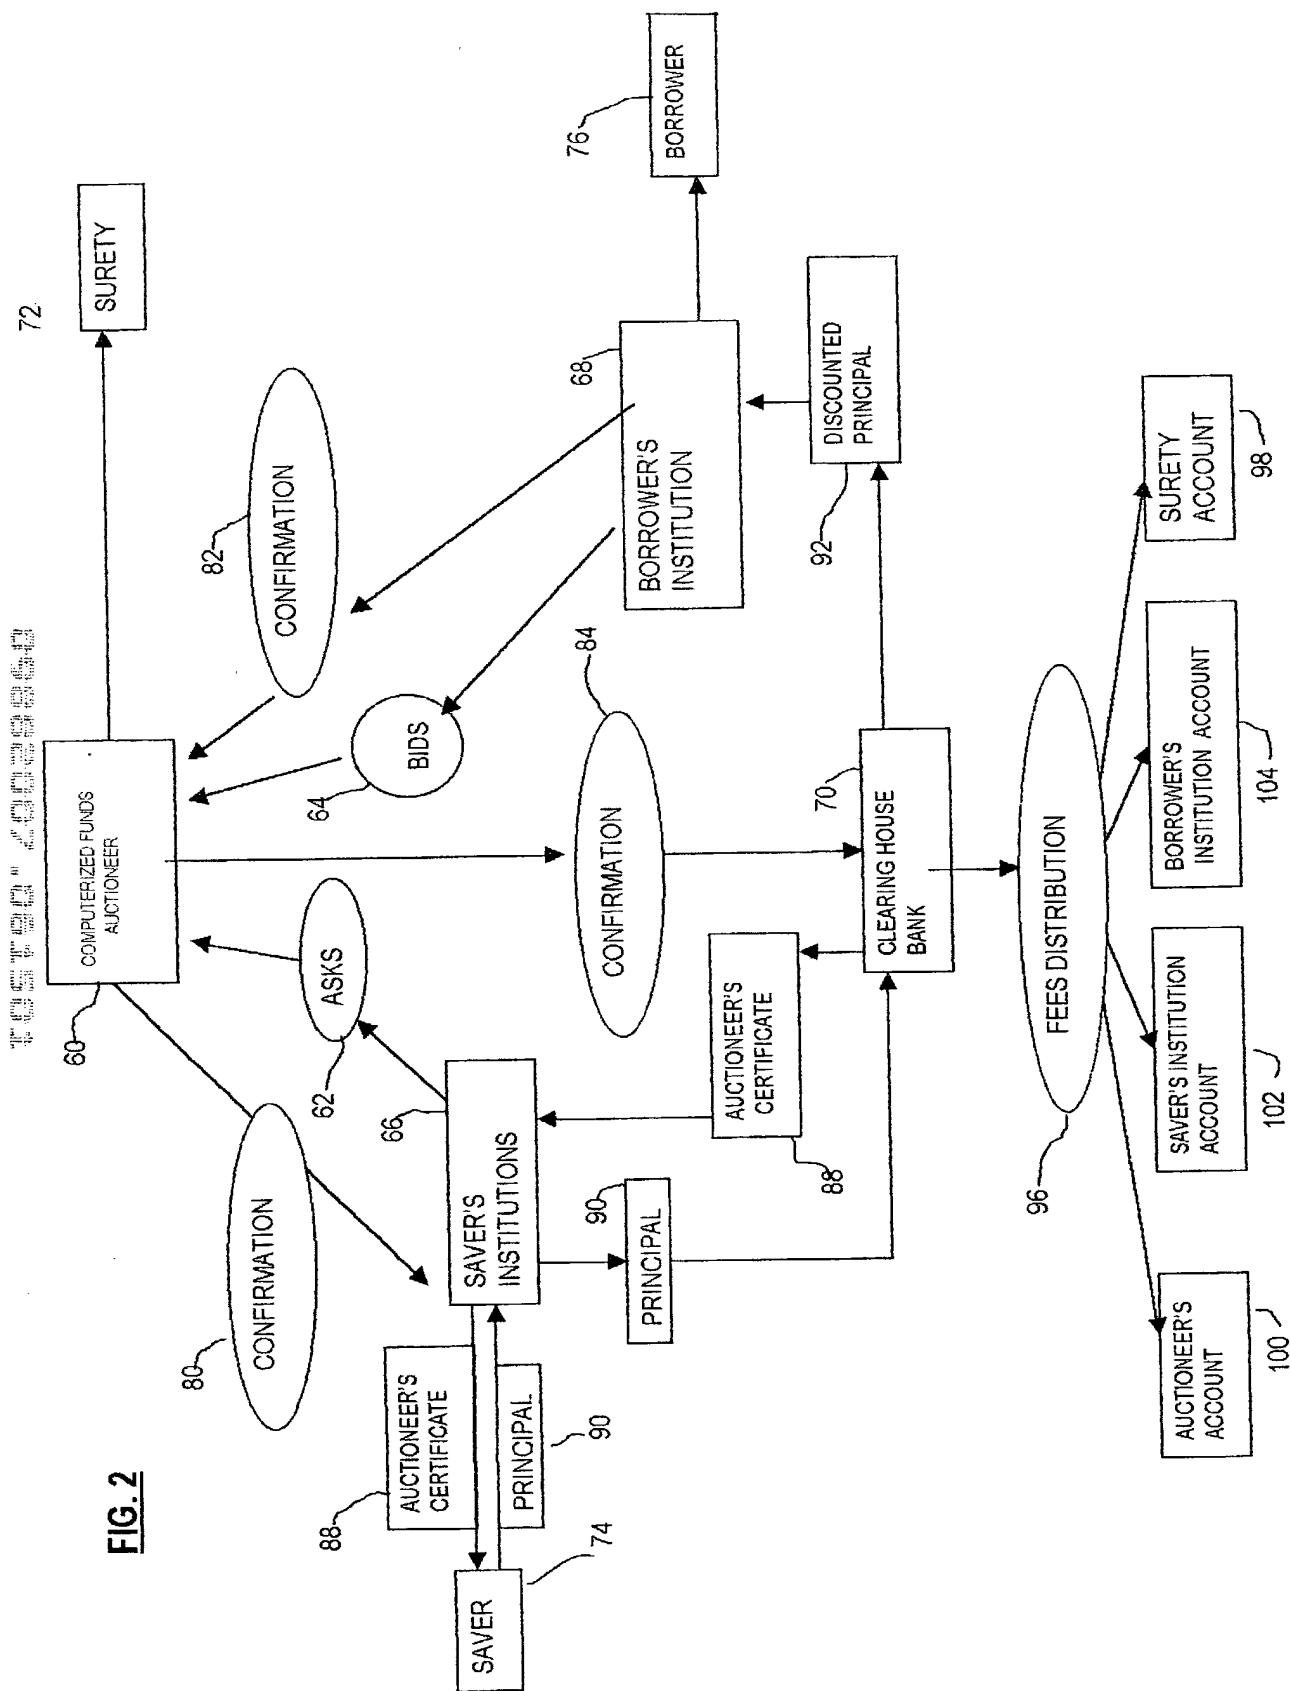 FIG. 2
72
SURETY
COMPUTERIZED FUNDS
AUCTIONEER
60
CONFIRMATION
82
CONFIRMATION
80
ASKS
62
BIDS
64
CONFIRMATION
84
SAVER
74
AUCTIONEER'S
CERTIFICATE
88
PRINCIPAL
90
SAVER'S
INSTITUTIONS
66
BORROWER'S
INSTITUTION
68
BORROWER
76
PRINCIPAL
90
AUCTIONEER'S
CERTIFICATE
88
CLEARING HOUSE
BANK
70
DISCOUNTED
PRINCIPAL
92
FEES DISTRIBUTION
96
AUCTIONEER'S
ACCOUNT
100
SAVER'S INSTITUTION
ACCOUNT
102
BORROWER'S
INSTITUTION ACCOUNT
104
SURETY
ACCOUNT
98